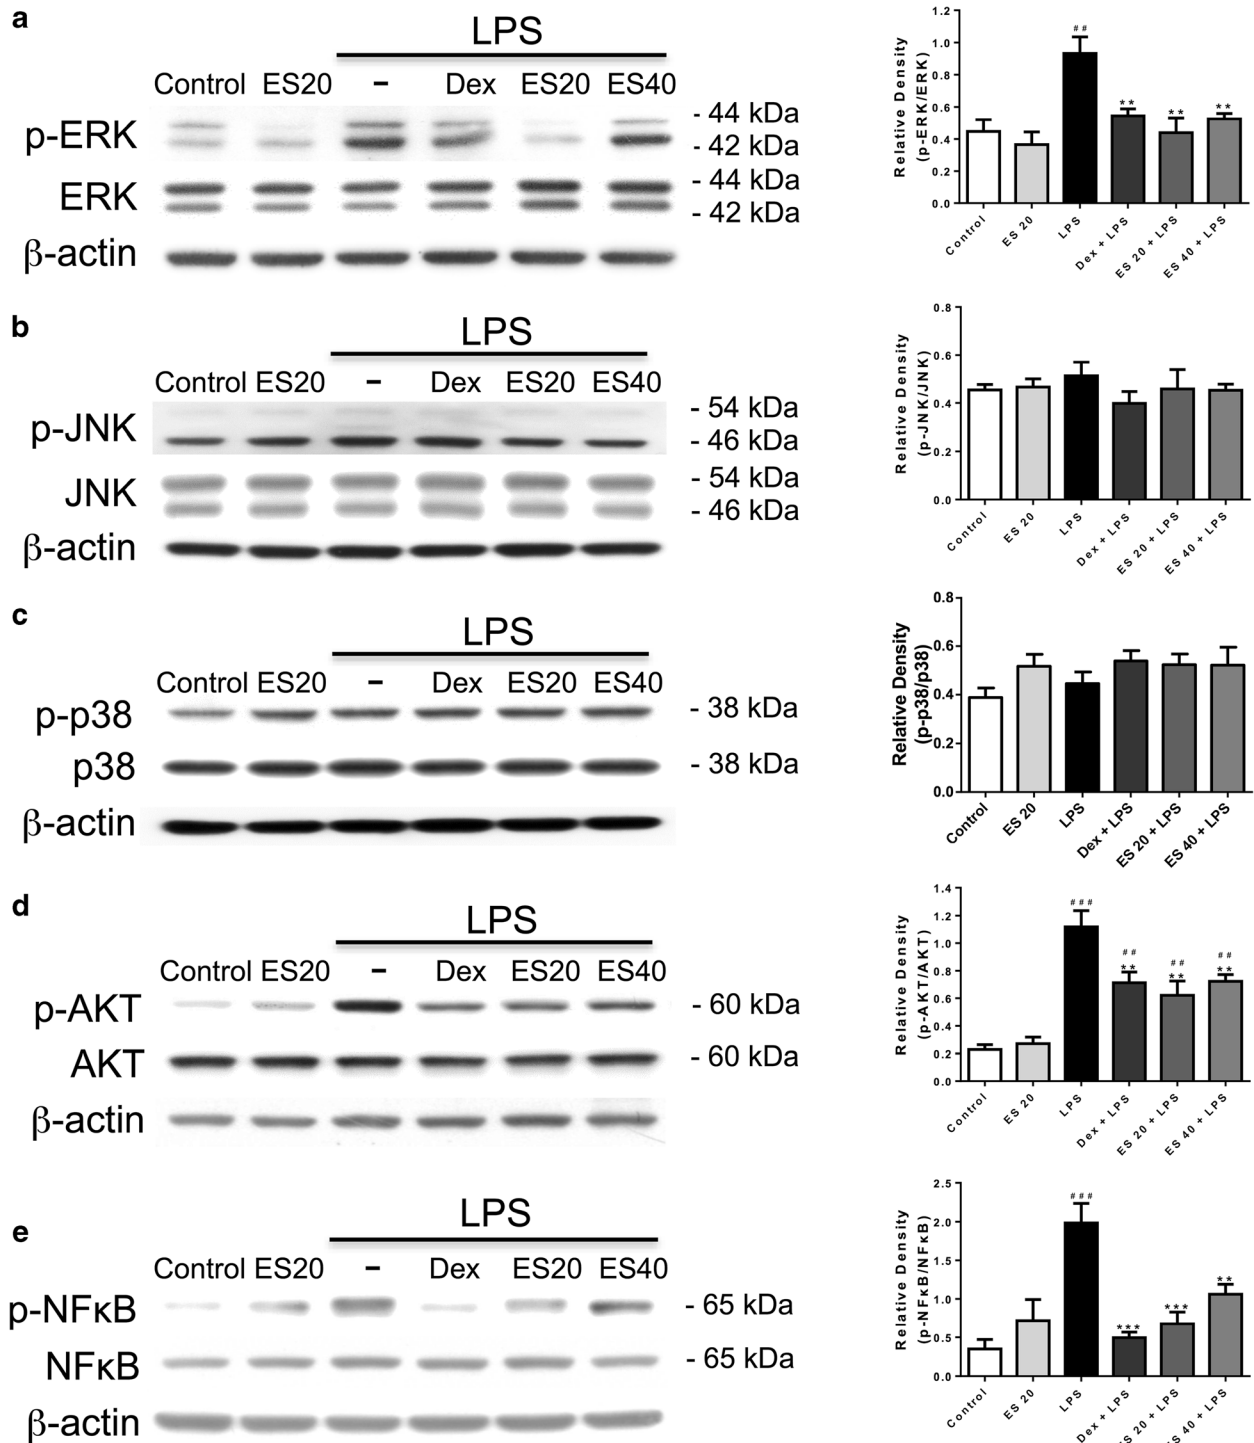 a
LPS
Control ES20 - Dex ES20 ES40
p-ERK
- 44 kDa
- 42 kDa
ERK
- 44 kDa
- 42 kDa
β-actin
Relative Density
(p-ERK/ERK)
1.2
1.0
0.8
0.6
0.4
0.2
0.0
##
**
**
**
Control
ES 20
LPS
Dex + LPS
ES 20 + LPS
ES 40 + LPS
b
LPS
Control ES20 - Dex ES20 ES40
p-JNK
- 54 kDa
- 46 kDa
JNK
- 54 kDa
- 46 kDa
β-actin
Relative Density
(p-JNK/JNK)
0.8
0.6
0.4
0.2
0.0
Control
ES 20
LPS
Dex + LPS
ES 20 + LPS
ES 40 + LPS
c
LPS
Control ES20 - Dex ES20 ES40
p-p38
- 38 kDa
p38
- 38 kDa
β-actin
Relative Density
(p-p38/p38)
0.8
0.6
0.4
0.2
0.0
Control
ES 20
LPS
Dex + LPS
ES 20 + LPS
ES 40 + LPS
d
LPS
Control ES20 - Dex ES20 ES40
p-AKT
- 60 kDa
AKT
- 60 kDa
β-actin
Relative Density
(p-AKT/AKT)
1.4
1.2
1.0
0.8
0.6
0.4
0.2
0.0
###
##
**
##
**
##
**
Control
ES 20
LPS
Dex + LPS
ES 20 + LPS
ES 40 + LPS
e
LPS
Control ES20 - Dex ES20 ES40
p-NFκB
- 65 kDa
NFκB
- 65 kDa
β-actin
Relative Density
(p-NFκB/NFκB)
2.5
2.0
1.5
1.0
0.5
0.0
###
***
***
**
Control
ES 20
LPS
Dex + LPS
ES 20 + LPS
ES 40 + LPS